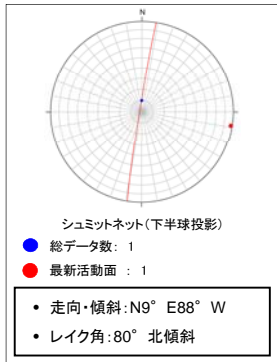 N
シュミットネット(下半球投影)
総データ数: 1
最新活動面 : 1
• 走向・傾斜:N9° E88° W
• レイク角:80° 北傾斜